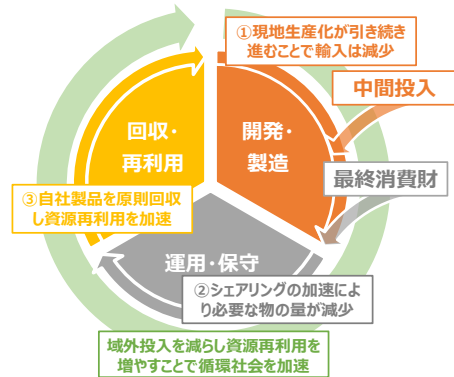 ①現地生産化が引き続き
進むことで輸入は減少
中間投入
回収・
再利用
開発・
製造
最終消費財
③自社製品を原則回収
し資源再利用を加速
運用・保守
②シェアリングの加速によ
り必要な物の量が減少
域外投入を減らし資源再利用を
増やすことで循環社会を加速